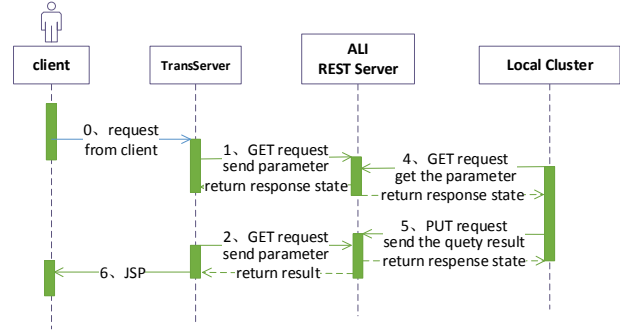 client
TransServer
ALI
REST Server
Local Cluster
0、request
from client
1、GET request
send parameter
return response state
4、GET request
get the parameter
return response state
5、PUT request
send the quety result
return respense state
2、GET request
send parameter
return result
6、JSP